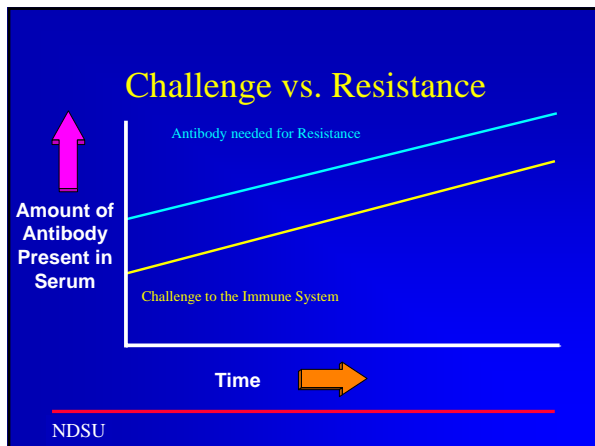 Challenge vs. Resistance
Antibody needed for Resistance
Amount of
Antibody
Present in
Serum
Challenge to the Immune System
Time
NDSU